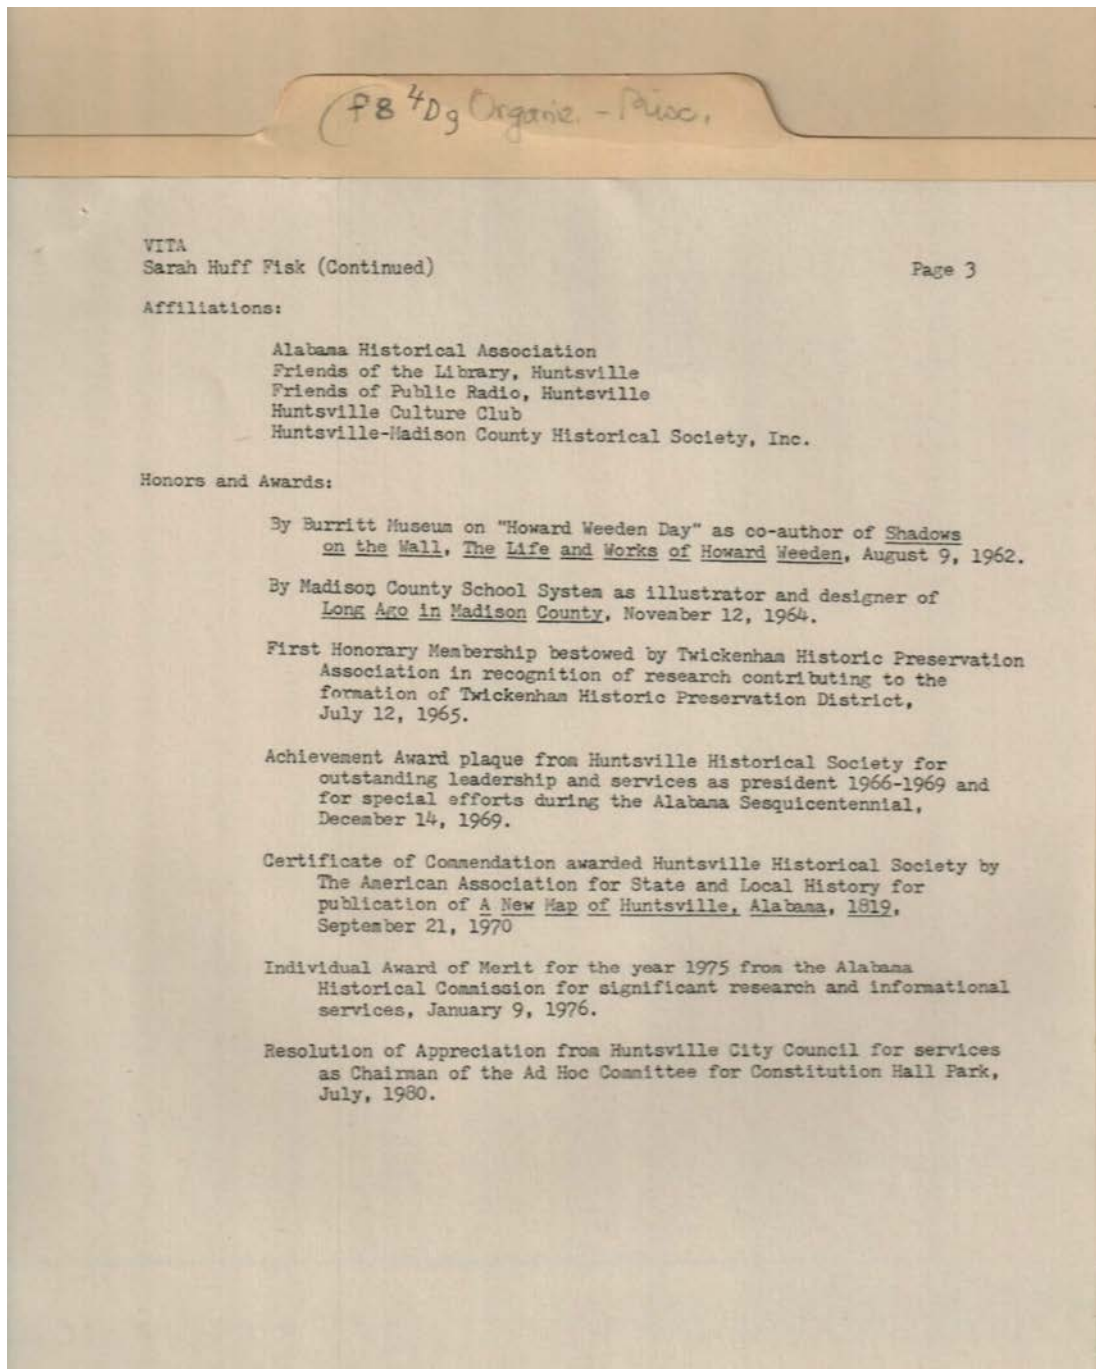 f8 4Dg Organiz. - Misc.
VITA
Sarah Huff Fisk (Continued) Page 3
Affiliations:
Alabama Historical Association
Friends of the Library, Huntsville
Friends of Public Radio, Huntsville
Huntsville Culture Club
Huntsville-Madison County Historical Society, Inc.
Honors and Awards:
By Burritt Museum on "Howard Weeden Day" as co-author of Shadows
on the Wall, The Life and Works of Howard Weeden, August 9, 1962.
By Madison County School System as illustrator and designer of
Long Ago in Madison County, November 12, 1964.
First Honorary Membership bestowed by Twickenham Historic Preservation
Association in recognition of research contributing to the
formation of Twickenham Historic Preservation District,
July 12, 1965.
Achievement Award plaque from Huntsville Historical Society for
outstanding leadership and services as president 1966-1969 and
for special efforts during the Alabama Sesquicentennial,
December 14, 1969.
Certificate of Commendation awarded Huntsville Historical Society by
The American Association for State and Local History for
publication of A New Map of Huntsville, Alabama, 1819,
September 21, 1970
Individual Award of Merit for the year 1975 from the Alabama
Historical Commission for significant research and informational
services, January 9, 1976.
Resolution of Appreciation from Huntsville City Council for services
as Chairman of the Ad Hoc Committee for Constitution Hall Park,
July, 1980.